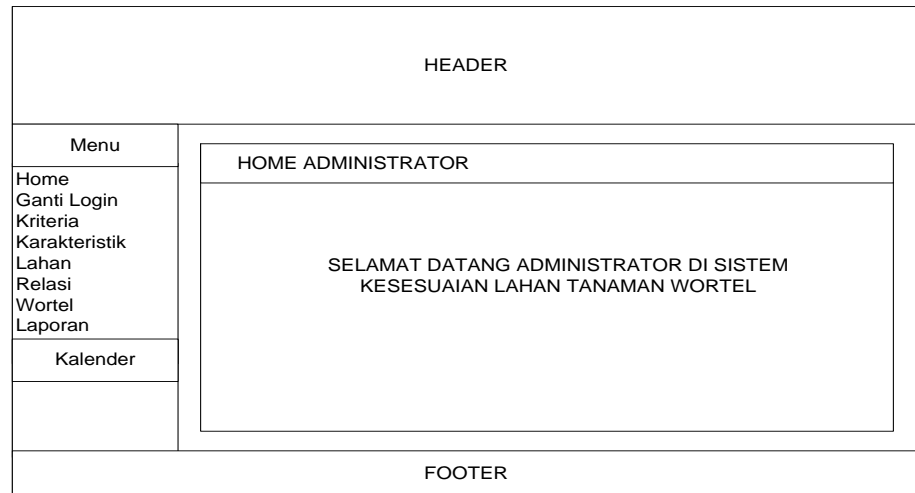 HEADER
Menu
Home
Ganti Login
Kriteria
Karakteristik
Lahan
Relasi
Wortel
Laporan
Kalender
HOME ADMINISTRATOR
SELAMAT DATANG ADMINISTRATOR DI SISTEM
KESESUAIAN LAHAN TANAMAN WORTEL
FOOTER